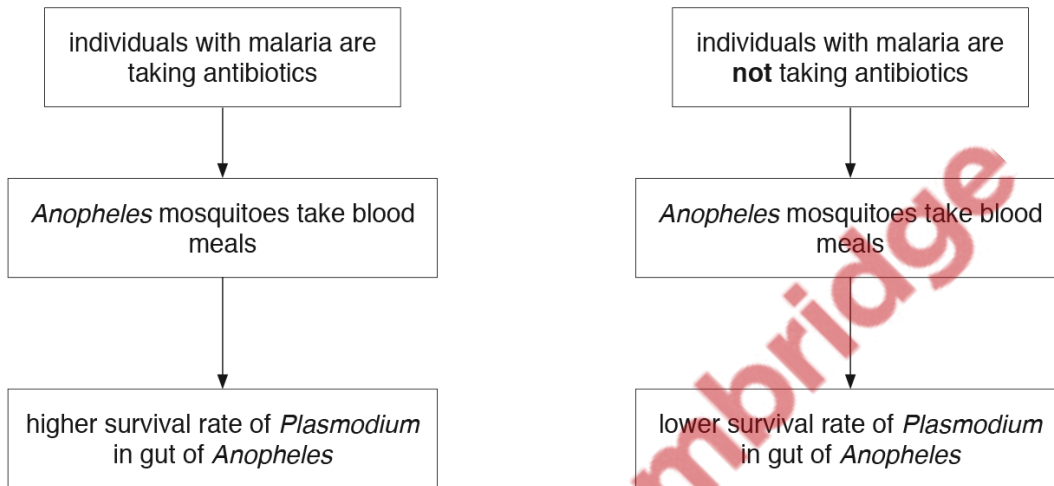 individuals with malaria are
taking antibiotics
individuals with malaria are
not taking antibiotics
Anopheles mosquitoes take blood
meals
Anopheles mosquitoes take blood
meals
higher survival rate of Plasmodium
in gut of Anopheles
lower survival rate of Plasmodium
in gut of Anopheles
mbridge